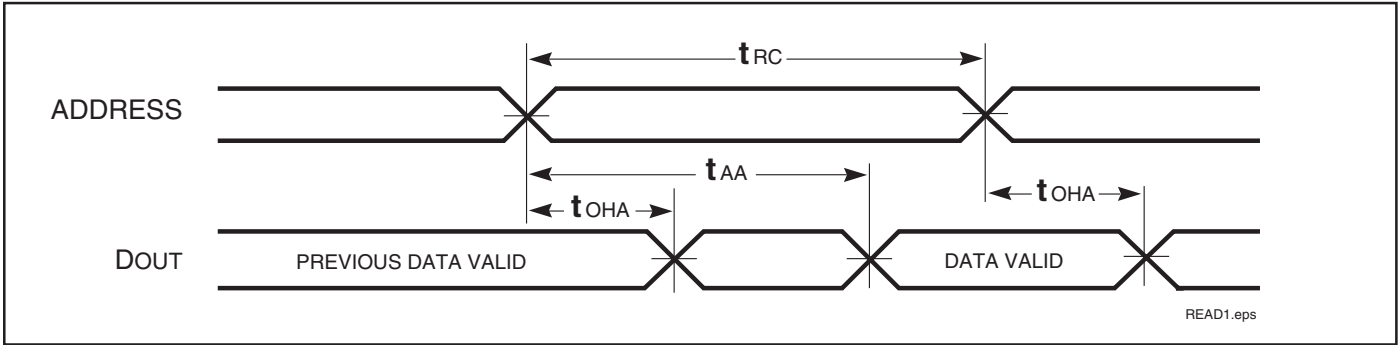 tRC
ADDRESS
tAA
tOHA
tOHA
DOUT
PREVIOUS DATA VALID
DATA VALID
READ1.eps